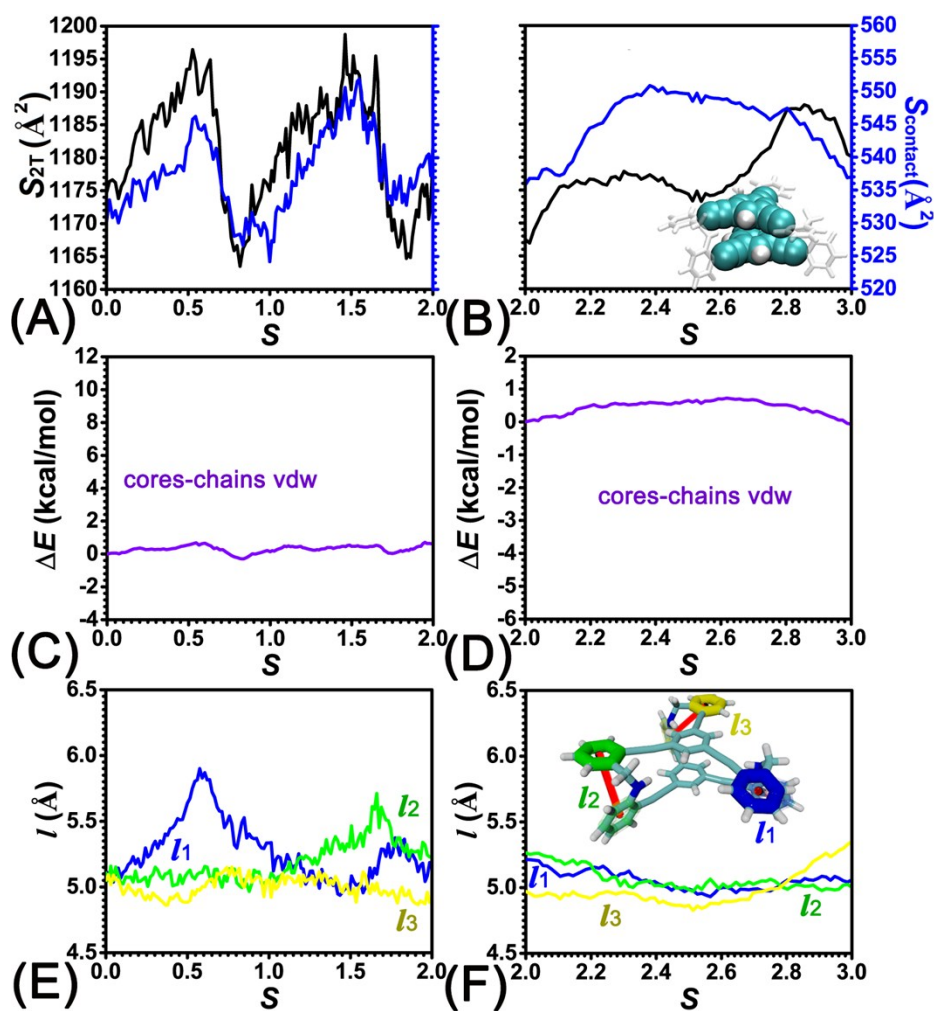 1200
1195
1190
1185
1180
1175
1170
1165
1160
S2T (Å²)
0.0 0.5 1.0 1.5 2.0
S
(A)
560
555
550
545
540
535
530
525
520
Scontact(Å²)
2.0 2.2 2.4 2.6 2.8 3.0
S
(B)
12
10
8
6
4
2
0
-2
-4
ΔE (kcal/mol)
cores-chains vdw
0.0 0.5 1.0 1.5 2.0
S
(C)
2
1
0
-1
-2
-3
-4
-5
-6
ΔE (kcal/mol)
cores-chains vdw
2.0 2.2 2.4 2.6 2.8 3.0
S
(D)
6.5
6.0
5.5
5.0
4.5
l (Å)
l1
l2
l3
0.0 0.5 1.0 1.5 2.0
S
(E)
6.5
6.0
5.5
5.0
4.5
l (Å)
l3
l2
l1
l1
l2
l3
2.0 2.2 2.4 2.6 2.8 3.0
S
(F)